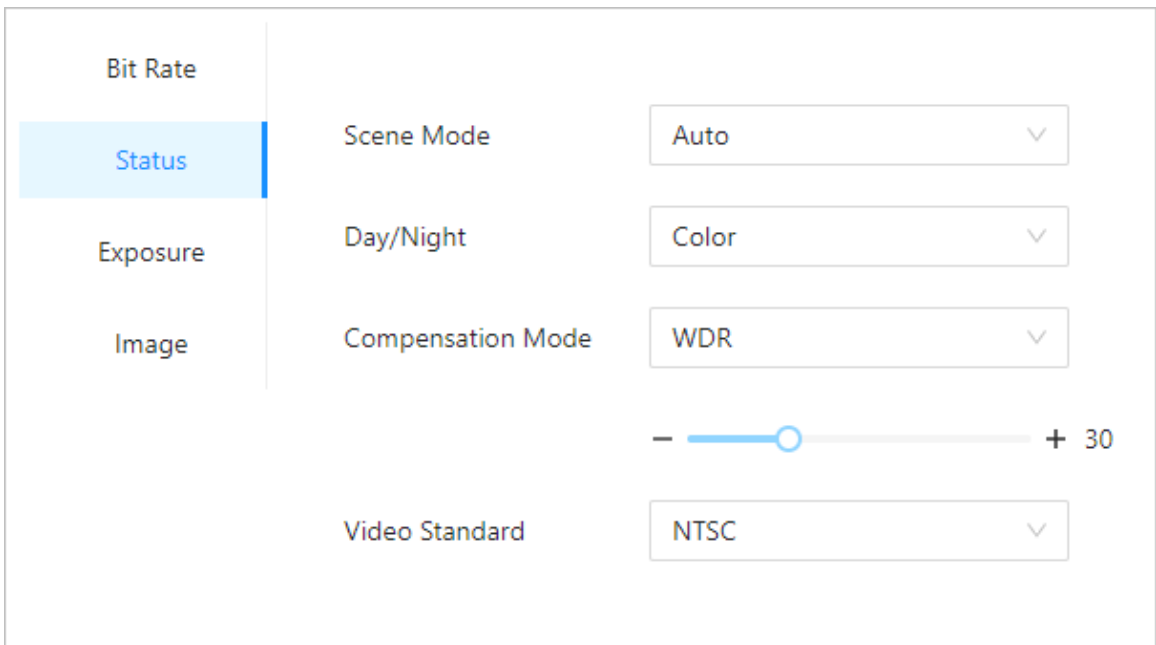 Bit Rate
Status
Exposure
Image
Scene Mode Auto
Day/Night Color
Compensation Mode WDR
30
Video Standard NTSC